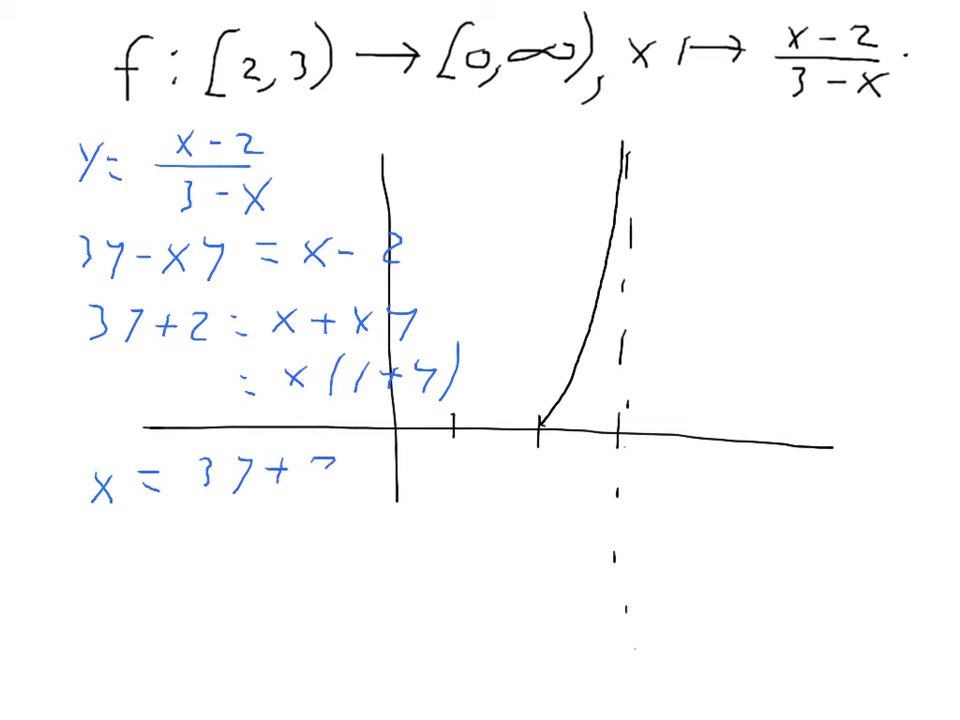 f : [2,3) → [0,∞), x ↦ (x-2)/(3-x) .
y = (x-2)/(3-x)
3y - xy = x - 2
3y + 2 = x + xy
= x(1+y)
x = 3y +